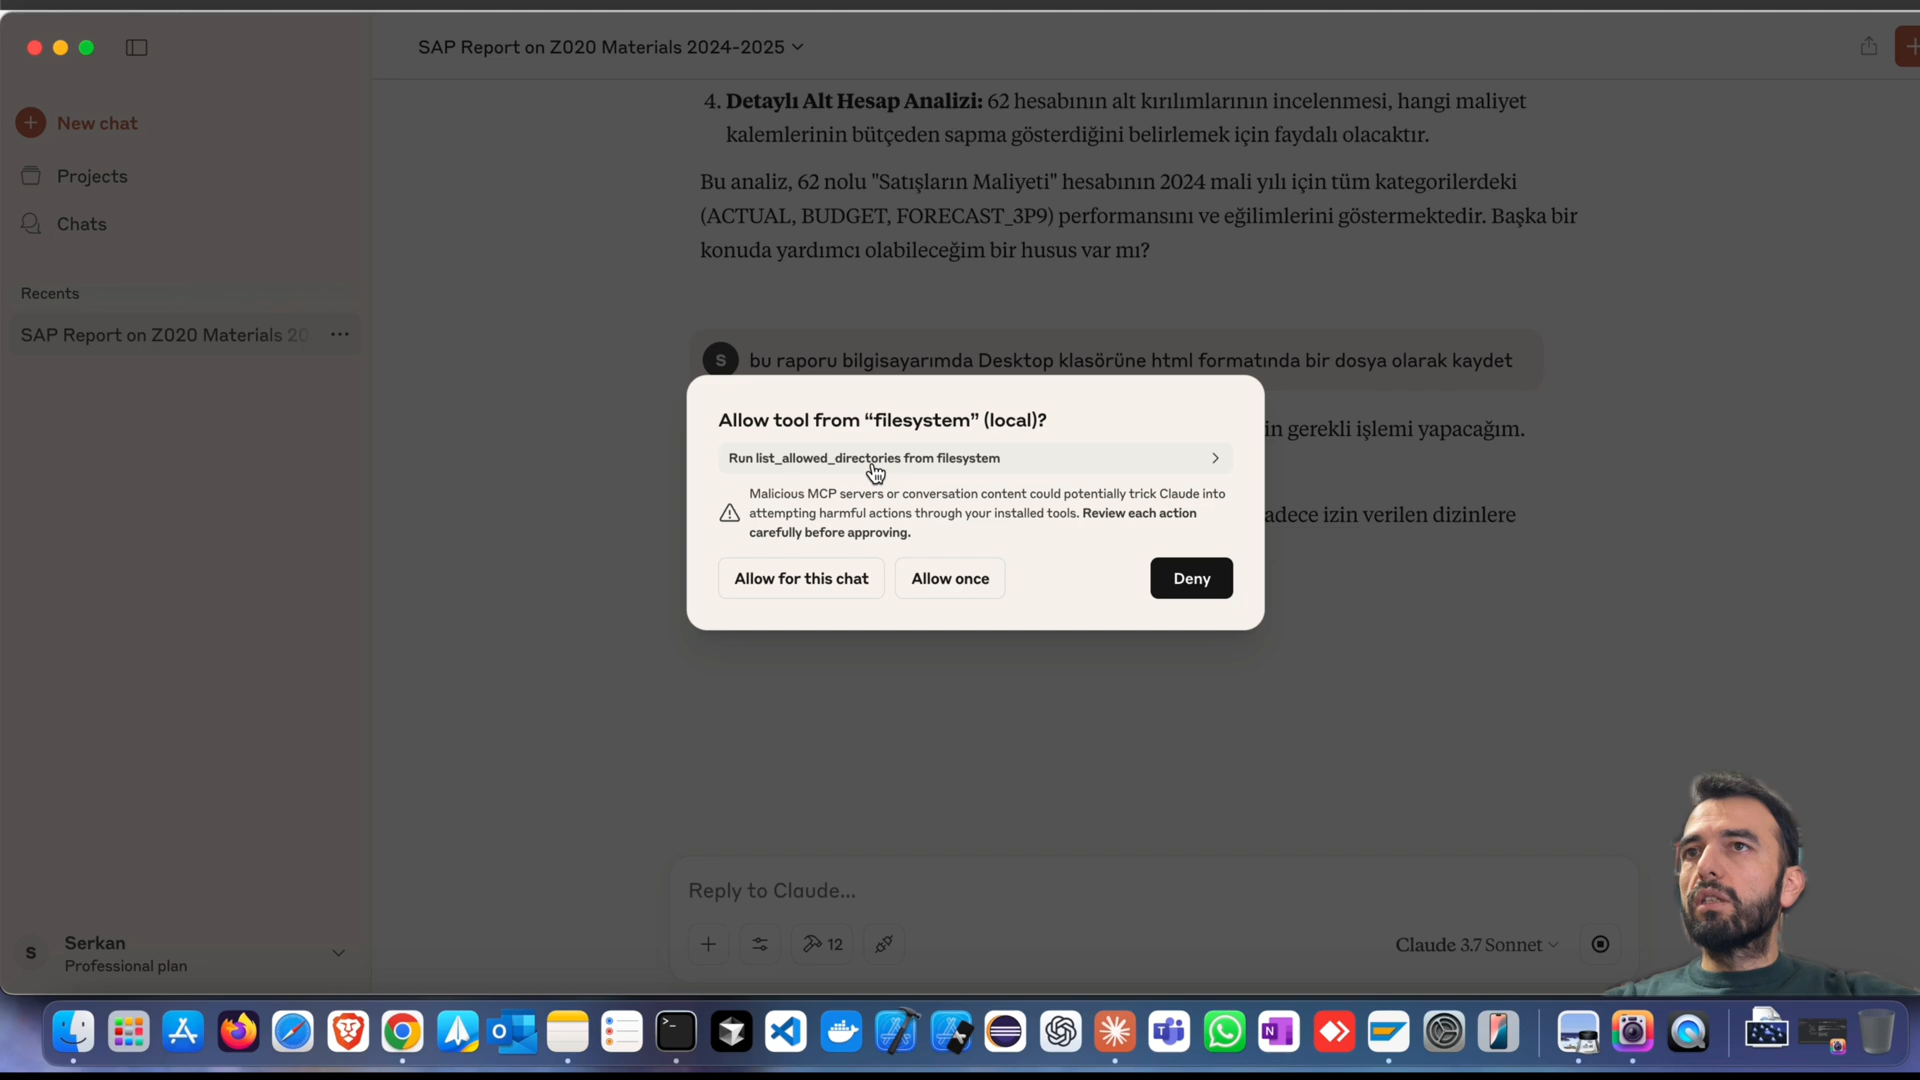 SAP Report on Z020 Materials 2024-2025
New chat
Projects
Chats
Recents
SAP Report on Z020 Materials 20
4. Detaylı Alt Hesap Analizi: 62 hesabının alt kırılımlarının incelenmesi, hangi maliyet
kalemlerinin bütçeden sapma gösterdiğini belirlemek için faydalı olacaktır.
Bu analiz, 62 nolu "Satışların Maliyeti" hesabının 2024 mali yılı için tüm kategorilerdeki
(ACTUAL, BUDGET, FORECAST_3P9) performansını ve eğilimlerini göstermektedir. Başka bir
konuda yardımcı olabileceğim bir husus var mı?
S bu raporu bilgisayarımda Desktop klasörüne html formatında bir dosya olarak kaydet
in gerekli işlemi yapacağım.
adece izin verilen dizinlere
Allow tool from “filesystem” (local)?
Run list_allowed_directories from filesystem
Malicious MCP servers or conversation content could potentially trick Claude into
attempting harmful actions through your installed tools. Review each action
carefully before approving.
Allow for this chat
Allow once
Deny
Reply to Claude...
12
Claude 3.7 Sonnet
S
Serkan
Professional plan